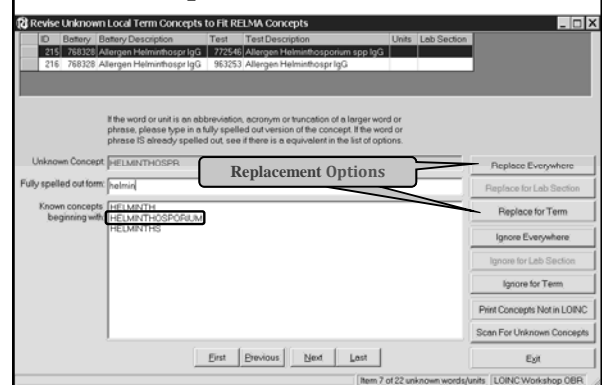 Revise Unknown Local Term Concepts to Fit RELMA Concepts
ID Battery Battery Description Test Test Description Units Lab Section
215 768328 Allergen Helminthospr IgG 772546 Allergen Helminthosporium spp IgG
216 768328 Allergen Helminthospr IgG 963253 Allergen Helminthospr IgG
If the word or unit is an abbreviation, acronym or truncation of a larger word or
phrase, please type in a fully spelled out version of the concept. If the word or
phrase IS already spelled out, see if there is a equivalent in the list of options.
Unknown Concept HELMINTHOSPR
Fully spelled out form: helmin
Known concepts beginning with:
HELMINTH
HELMINTHOSPORIUM
HELMINTHS
Replacement Options
Replace Everywhere
Replace for Lab Section
Replace for Term
Ignore Everywhere
Ignore for Lab Section
Ignore for Term
Print Concepts Not in LOINC
Scan For Unknown Concepts
First Previous Next Last Exit
Item 7 of 22 unknown words/units LOINC Workshop OBR